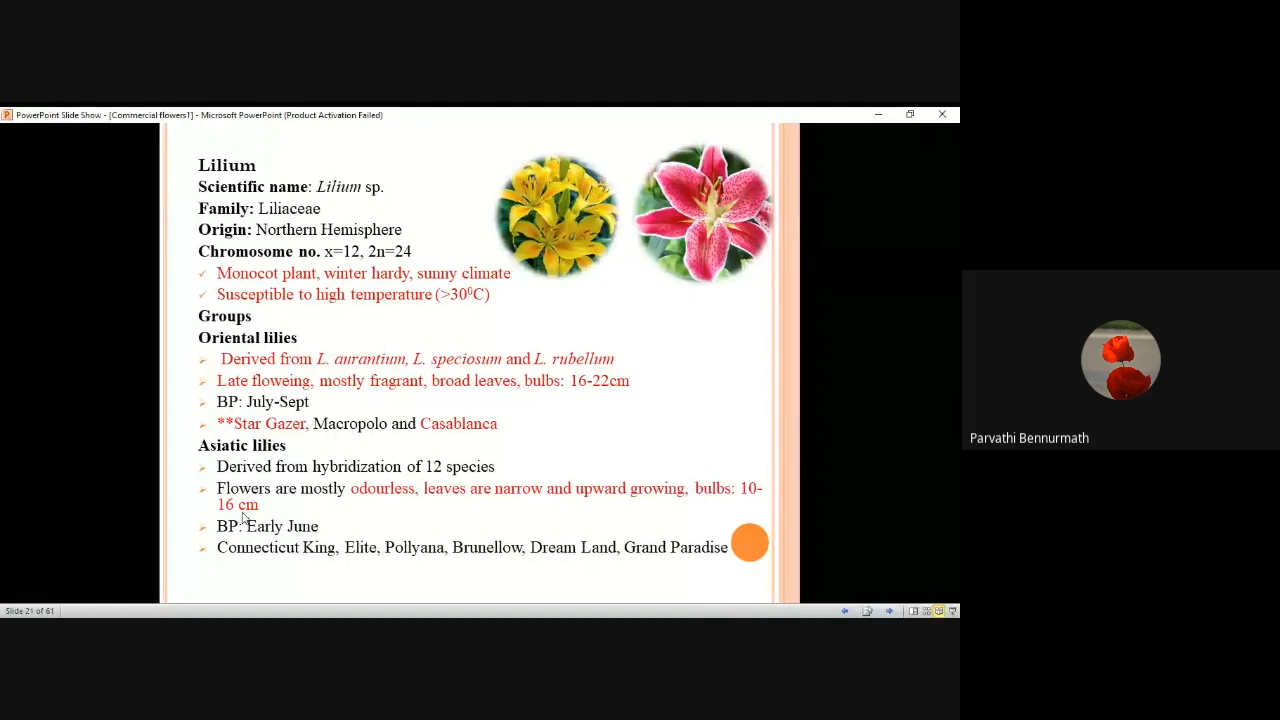 PowerPoint Slide Show - [Commercial flowers1] - Microsoft PowerPoint (Product Activation Failed)
Lilium
Scientific name: Lilium sp.
Family: Liliaceae
Origin: Northern Hemisphere
Chromosome no. x=12, 2n=24
Monocot plant, winter hardy, sunny climate
Susceptible to high temperature (>30⁰C)
Groups
Oriental lilies
Derived from L. aurantium, L. speciosum and L. rubellum
Late floweing, mostly fragrant, broad leaves, bulbs: 16-22cm
BP: July-Sept
**Star Gazer, Macropolo and Casablanca
Asiatic lilies
Derived from hybridization of 12 species
Flowers are mostly odourless, leaves are narrow and upward growing, bulbs: 10-
16 cm
BP: Early June
Connecticut King, Elite, Pollyana, Brunellow, Dream Land, Grand Paradise
Slide 21 of 61
Parvathi Bennurmath